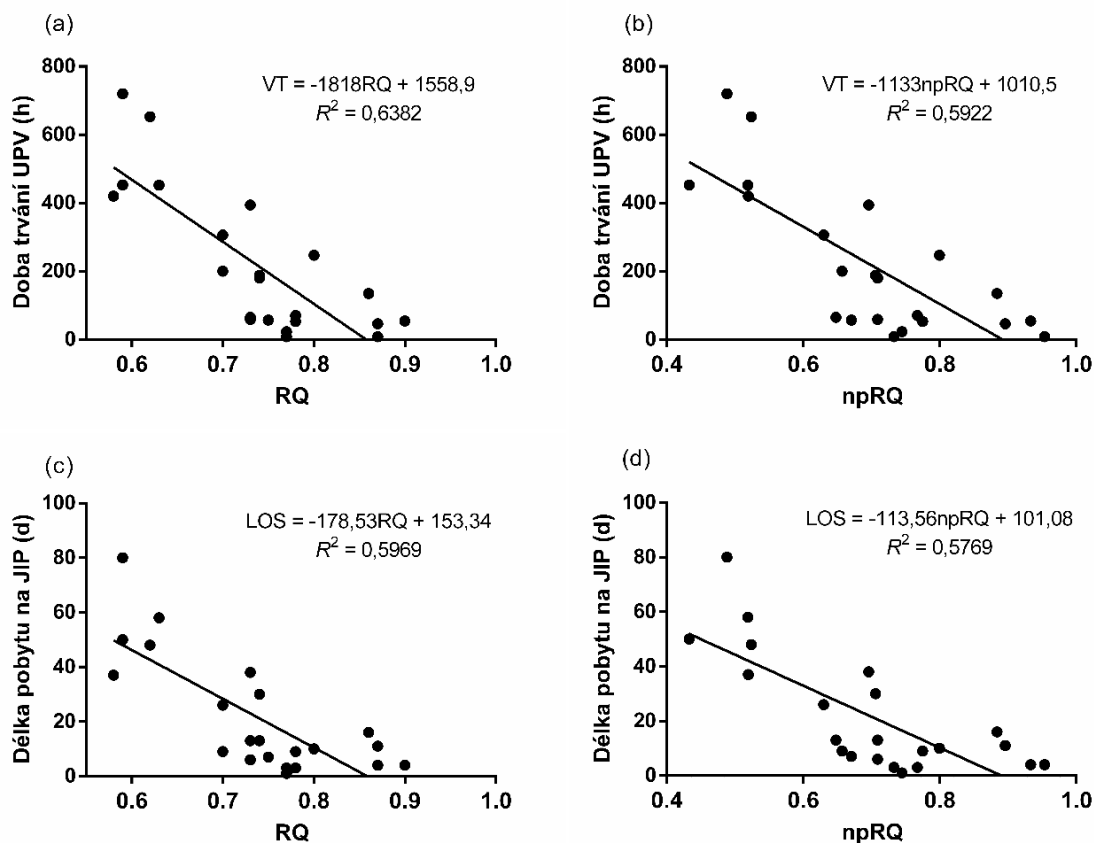 (a)
VT = -1818RQ + 1558,9
R² = 0,6382
Doba trvání UPV (h)
800
600
400
200
0
0.6 0.7 0.8 0.9 1.0
RQ
(b)
VT = -1133npRQ + 1010,5
R² = 0,5922
Doba trvání UPV (h)
800
600
400
200
0
0.4 0.6 0.8 1.0
npRQ
(c)
LOS = -178,53RQ + 153,34
R² = 0,5969
Délka pobytu na JIP (d)
100
80
60
40
20
0
0.6 0.7 0.8 0.9 1.0
RQ
(d)
LOS = -113,56npRQ + 101,08
R² = 0,5769
Délka pobytu na JIP (d)
100
80
60
40
20
0
0.4 0.6 0.8 1.0
npRQ